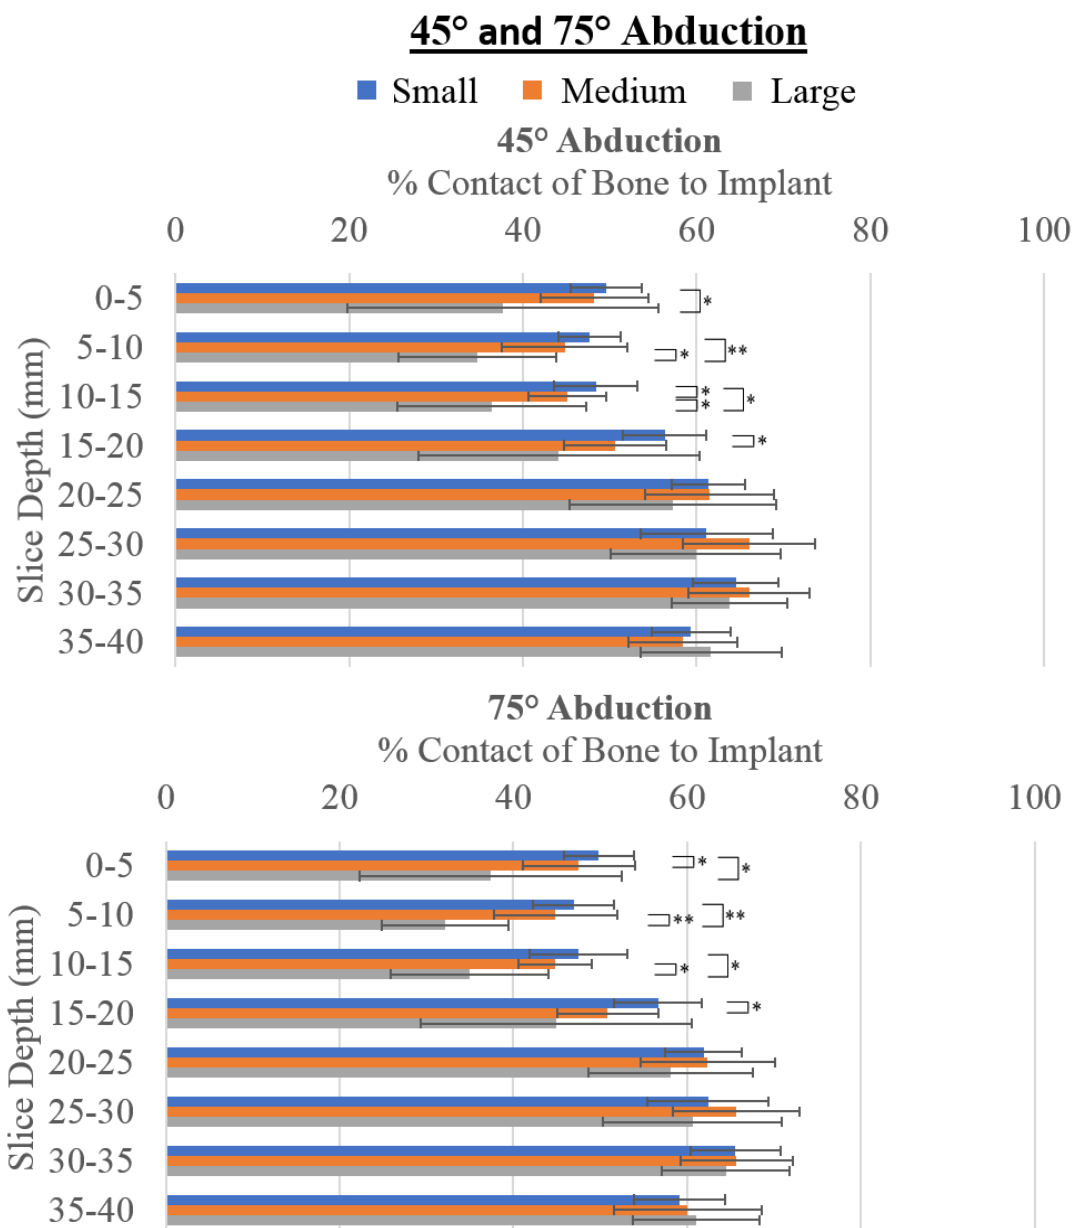 45° and 75° Abduction
Small Medium Large
45° Abduction
% Contact of Bone to Implant
0 20 40 60 80 100
Slice Depth (mm)
0-5 *
5-10 * **
10-15 * * *
15-20 *
20-25
25-30
30-35
35-40
75° Abduction
% Contact of Bone to Implant
0 20 40 60 80 100
Slice Depth (mm)
0-5 * *
5-10 ** **
10-15 * *
15-20 *
20-25
25-30
30-35
35-40